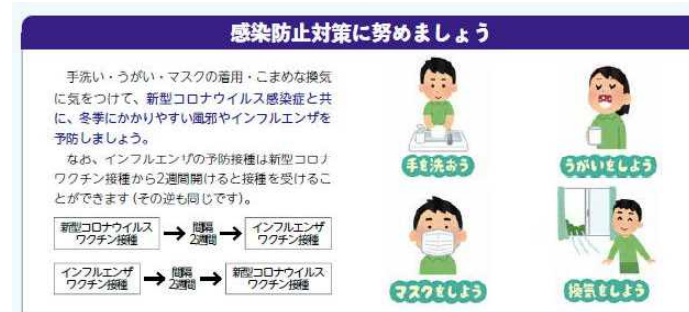 感染防止対策に努めましょう
手洗い・うがい・マスクの着用・こまめな換気
に気をつけて、新型コロナウイルス感染症と共
に、冬季にかかりやすい風邪やインフルエンザを
予防しましょう。
なお、インフルエンザの予防接種は新型コロナ
ワクチン接種から2週間開けると接種を受けるこ
とができます(その逆も同じです)。
新型コロナウイルス
ワクチン接種
→ 間隔 →
2週間
インフルエンザ
ワクチン接種
インフルエンザ
ワクチン接種
→ 間隔 →
2週間
新型コロナウイルス
ワクチン接種
手を洗おう
うがいをしよう
マスクをしよう
換気をしよう